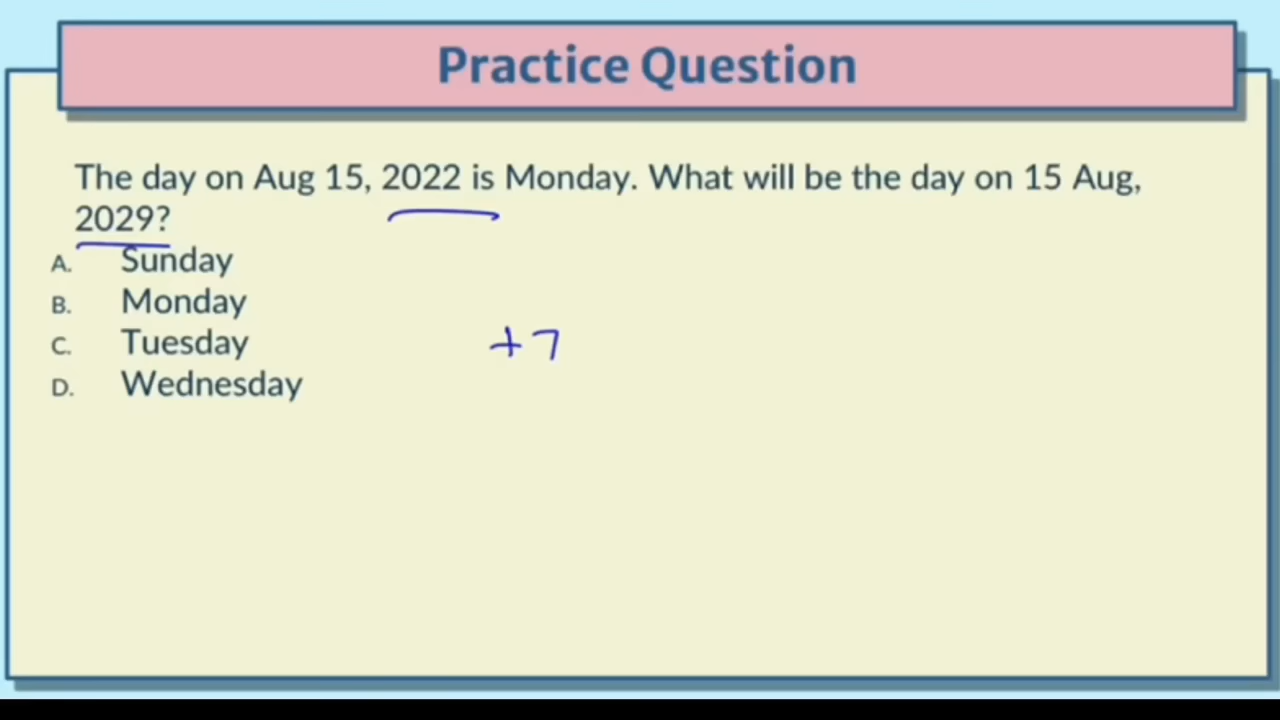 Practice Question
The day on Aug 15, 2022 is Monday. What will be the day on 15 Aug,
2029?
A. Sunday
B. Monday
C. Tuesday
D. Wednesday
+7